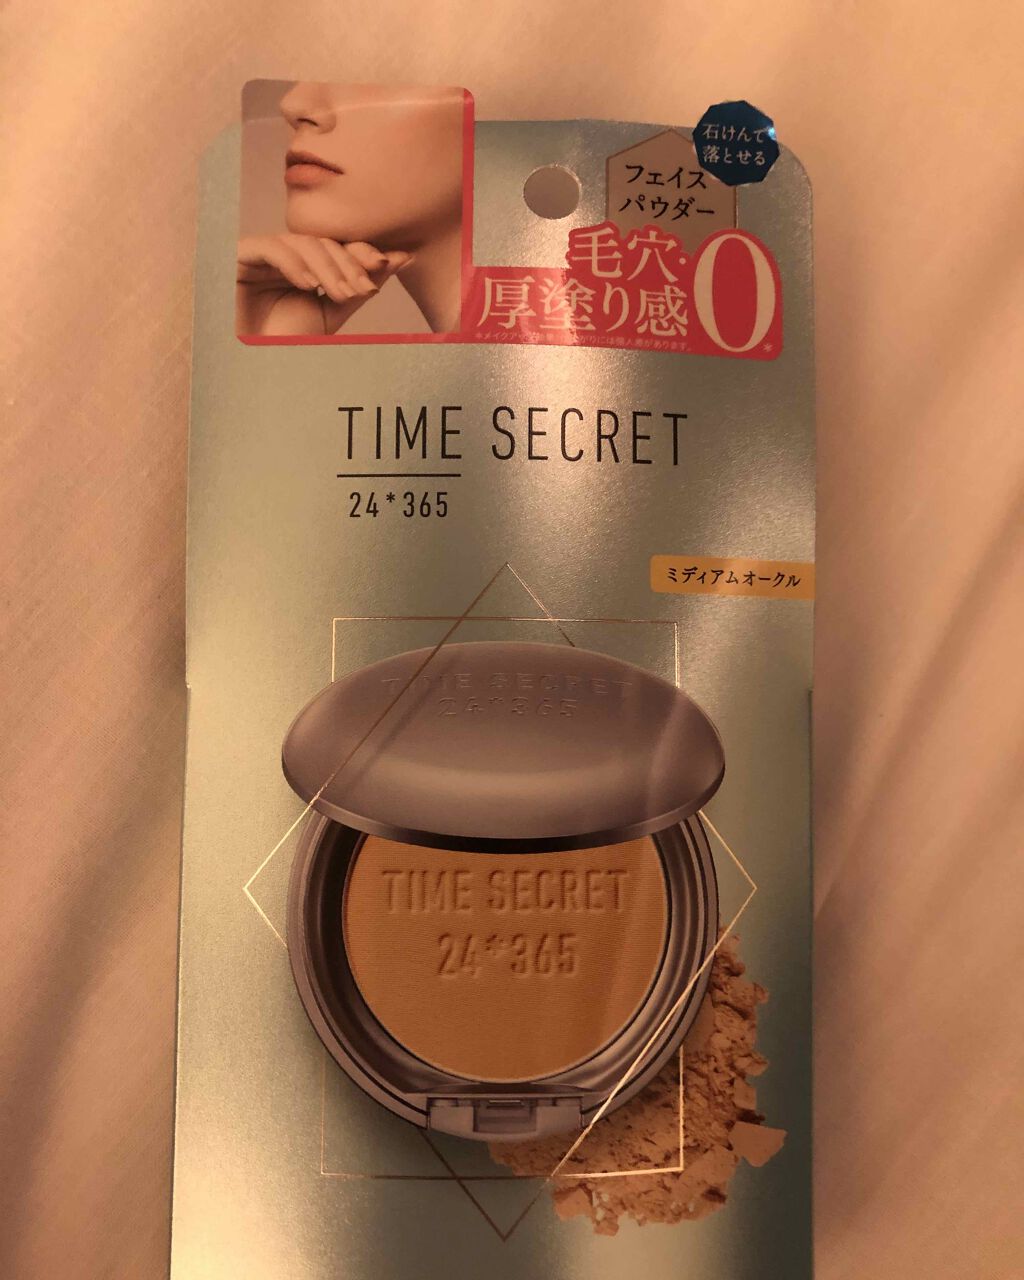 石けんで
落とせる
フェイス
パウダー
毛穴・
厚塗り感0*
TIME SECRET
24*365
ミディアムオークル
TIME SECRET
24*365
TIME SECRET
24*365